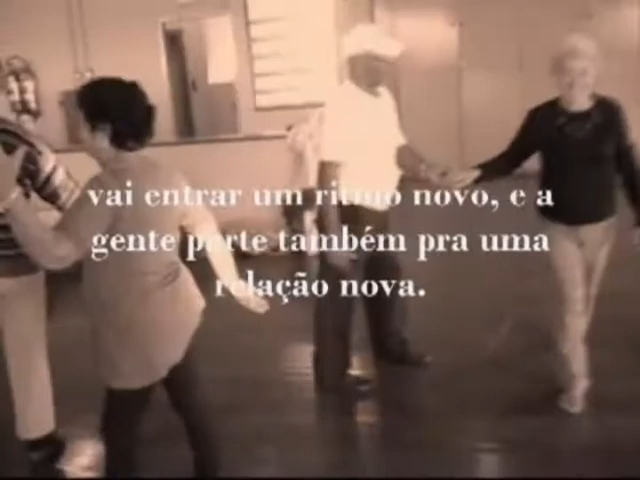 vai entrar um ritmo novo, e a
gente parte também pra uma
relação nova.